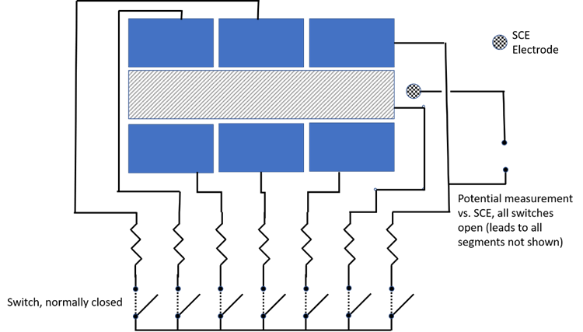 SCE
Electrode
Potential measurement
vs. SCE, all switches
open (leads to all
segments not shown)
Switch, normally closed